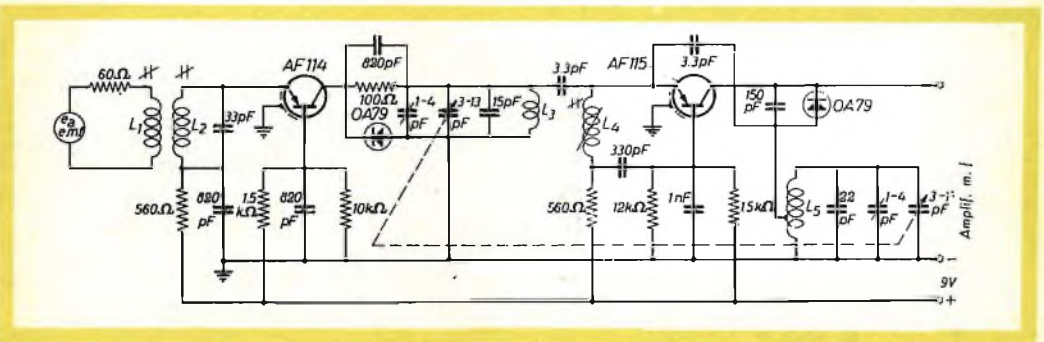 60Ω
e_a
emf
L1
L2
33pF
820
pF
560Ω
AF114
1.5
kΩ
820
pF
10kΩ
820pF
100Ω
OA79
1-4
pF
3-13
pF
15pF
L3
3.3pF
L4
330pF
560Ω
12kΩ
AF115
1nF
15kΩ
3.3pF
150
pF
OA79
L5
22
pF
1-4
pF
pF
Amplif. m. f
-
9V
+